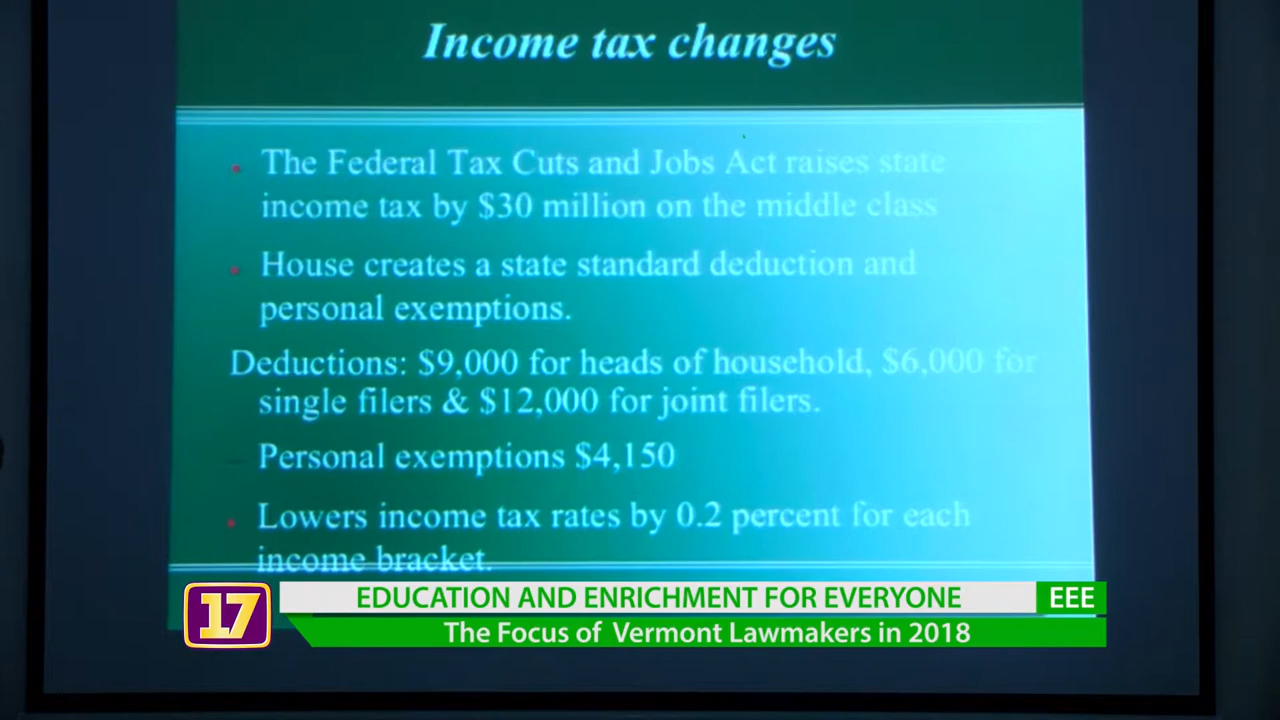 Income tax changes
The Federal Tax Cuts and Jobs Act raises state
income tax by $30 million on the middle class
House creates a state standard deduction and
personal exemptions.
Deductions: $9,000 for heads of household, $6,000 for
single filers & $12,000 for joint filers.
– Personal exemptions $4,150
Lowers income tax rates by 0.2 percent for each
income bracket.
17
EDUCATION AND ENRICHMENT FOR EVERYONE
EEE
The Focus of Vermont Lawmakers in 2018